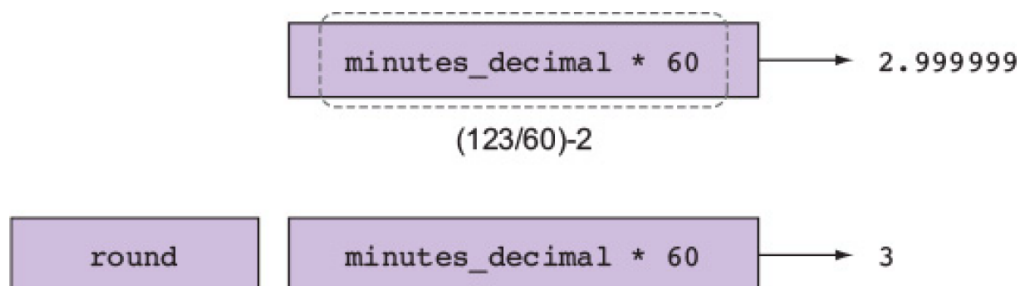 minutes_decimal * 60 2.999999
(123/60)-2
round minutes_decimal * 60 3